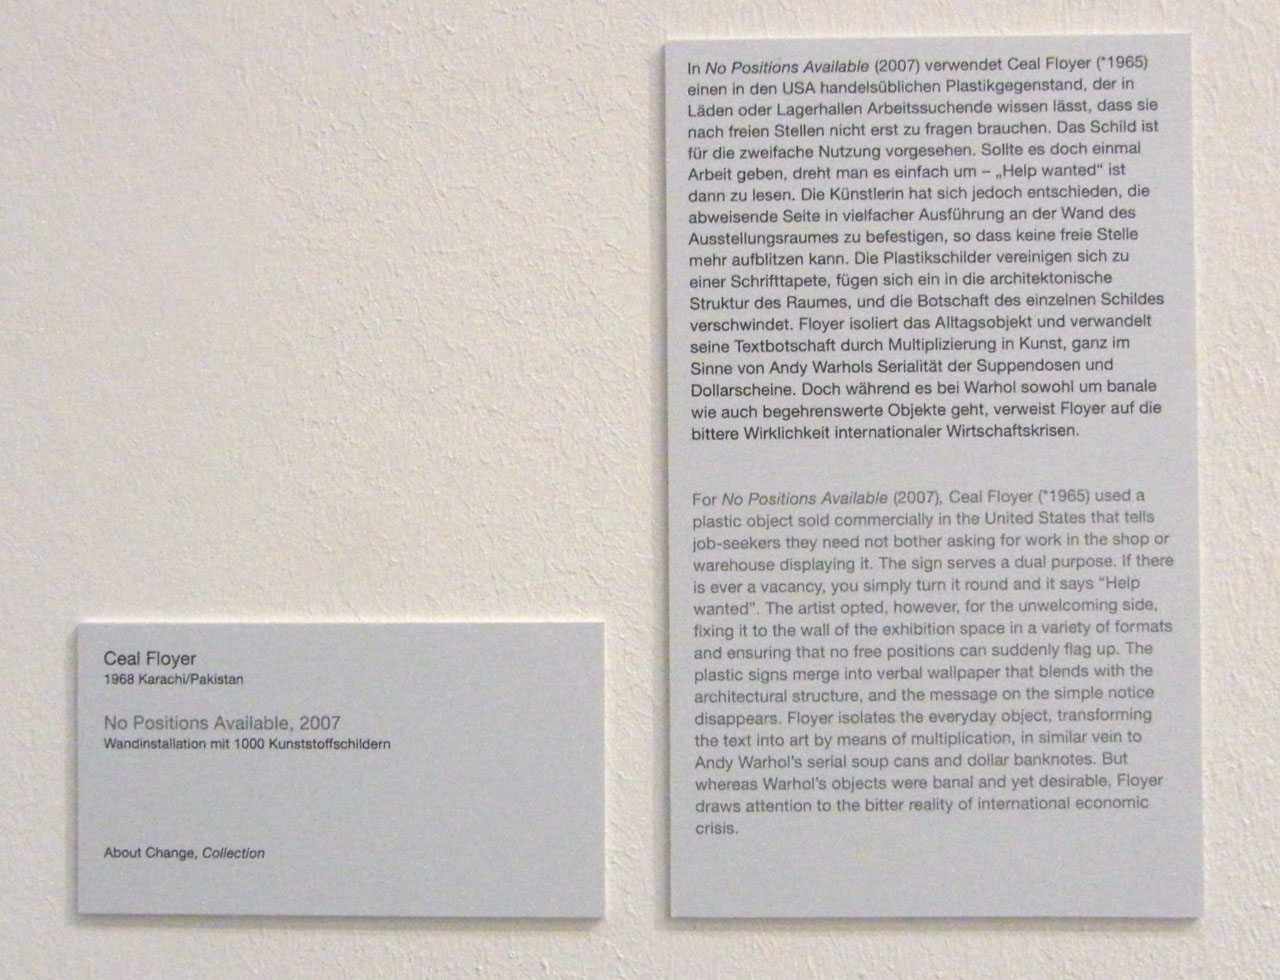 Ceal Floyer
1968 Karachi/Pakistan
No Positions Available, 2007
Wandinstallation mit 1000 Kunststoffschildern
About Change, Collection
In No Positions Available (2007) verwendet Ceal Floyer (*1965)
einen in den USA handelsüblichen Plastikgegenstand, der in
Läden oder Lagerhallen Arbeitssuchende wissen lässt, dass sie
nach freien Stellen nicht erst zu fragen brauchen. Das Schild ist
für die zweifache Nutzung vorgesehen. Sollte es doch einmal
Arbeit geben, dreht man es einfach um – „Help wanted“ ist
dann zu lesen. Die Künstlerin hat sich jedoch entschieden, die
abweisende Seite in vielfacher Ausführung an der Wand des
Ausstellungsraumes zu befestigen, so dass keine freie Stelle
mehr aufblitzen kann. Die Plastikschilder vereinigen sich zu
einer Schrifttapete, fügen sich ein in die architektonische
Struktur des Raumes, und die Botschaft des einzelnen Schildes
verschwindet. Floyer isoliert das Alltagsobjekt und verwandelt
seine Textbotschaft durch Multiplizierung in Kunst, ganz im
Sinne von Andy Warhols Serialität der Suppendosen und
Dollarscheine. Doch während es bei Warhol sowohl um banale
wie auch begehrenswerte Objekte geht, verweist Floyer auf die
bittere Wirklichkeit internationaler Wirtschaftskrisen.
For No Positions Available (2007), Ceal Floyer (*1965) used a
plastic object sold commercially in the United States that tells
job-seekers they need not bother asking for work in the shop or
warehouse displaying it. The sign serves a dual purpose. If there
is ever a vacancy, you simply turn it round and it says “Help
wanted”. The artist opted, however, for the unwelcoming side,
fixing it to the wall of the exhibition space in a variety of formats
and ensuring that no free positions can suddenly flag up. The
plastic signs merge into verbal wallpaper that blends with the
architectural structure, and the message on the simple notice
disappears. Floyer isolates the everyday object, transforming
the text into art by means of multiplication, in similar vein to
Andy Warhol’s serial soup cans and dollar banknotes. But
whereas Warhol’s objects were banal and yet desirable, Floyer
draws attention to the bitter reality of international economic
crisis.